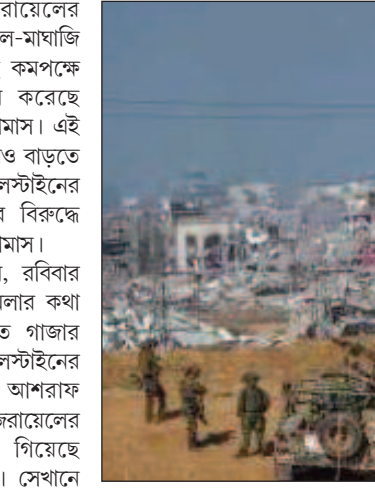 রায়েলের
ল-মাঘাজি
কমপক্ষে
করেছে
মাস। এই
ও বাড়তে
লস্টাইনের
র বিরুদ্ধে
মাস।
, রবিবার
লার কথা
ত গাজার
লস্টাইনের
আশরাফ
জরায়েলের
গিয়েছে
। সেখানে